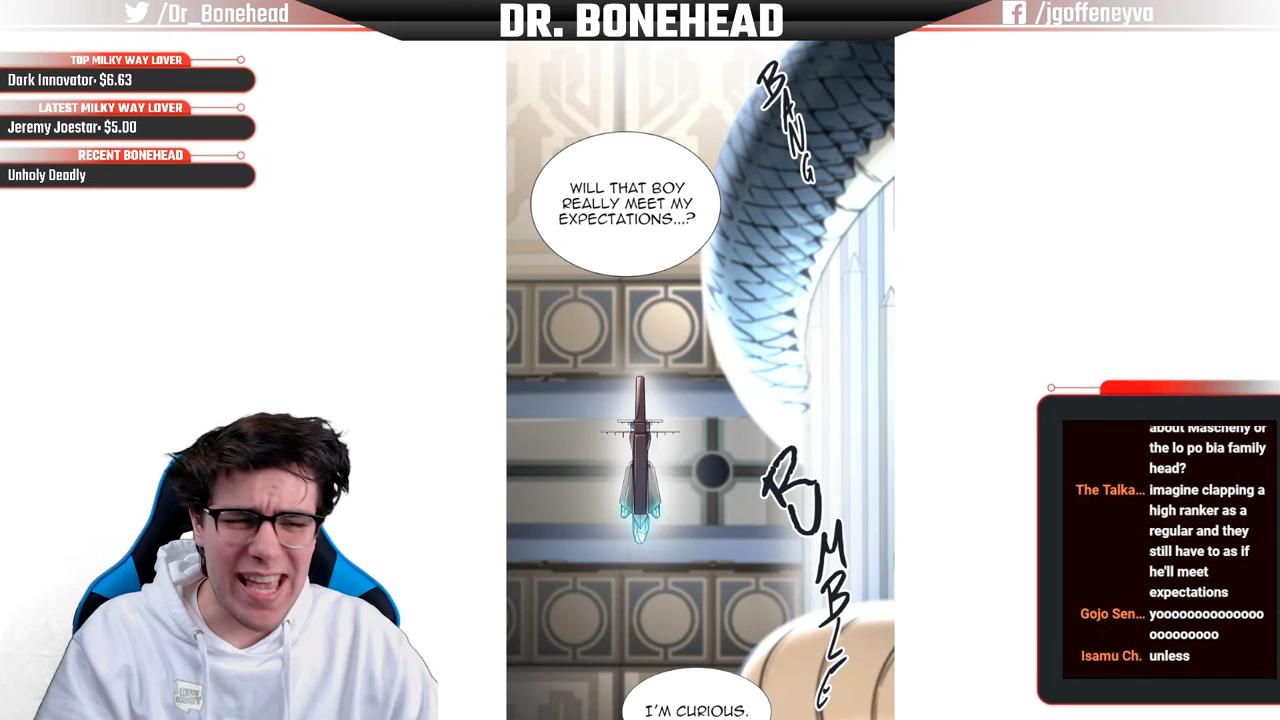 /Dr_Bonehead
DR. BONEHEAD
/jgoffeneyva
TOP MILKY WAY LOVER
Dark Innovator• $6.63
LATEST MILKY WAY LOVER
Jeremy Joestar• $5.00
RECENT BONEHEAD
Unholy Deadly
BANG
WILL THAT BOY
REALLY MEET MY
EXPECTATIONS...?
RUMBLE
I'M CURIOUS.
about Mascheny or
the lo po bia family
head?
The Talka... imagine clapping a
high ranker as a
regular and they
still have to as if
he'll meet
expectations
Gojo Sen... yoooooooooooooo
ooooooooo
Isamu Ch. unless